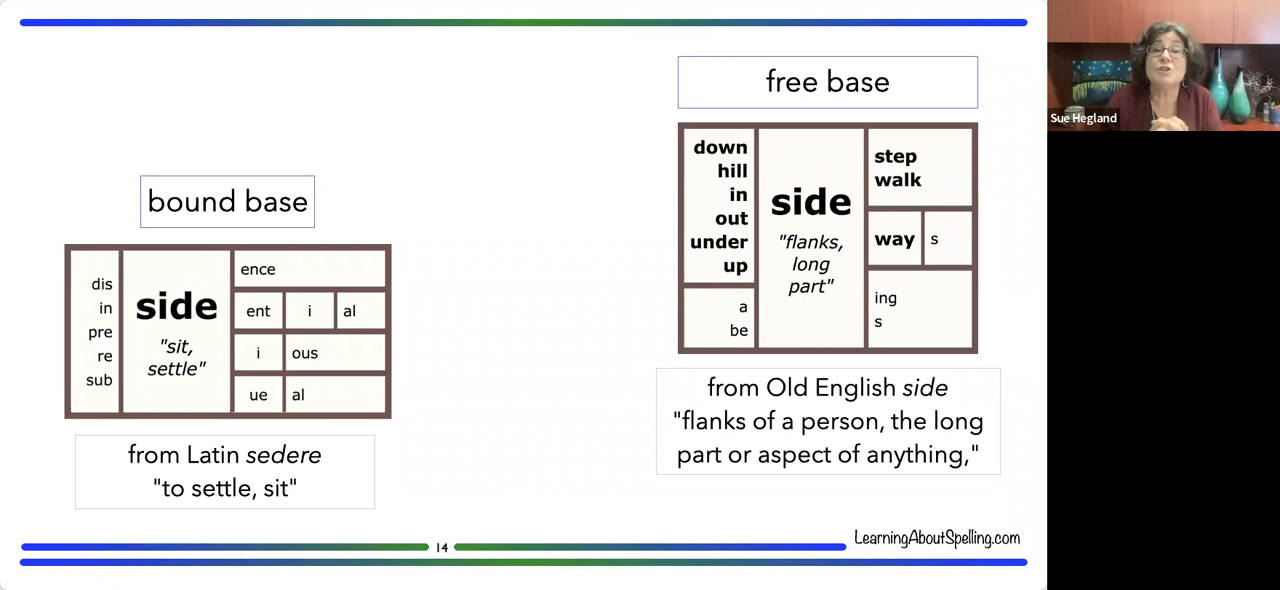 bound base
dis
in
pre
re
sub
side
"sit,
settle"
ence
ent i al
i ous
ue al
from Latin sedere
"to settle, sit"
free base
down
hill
in
out
under
up
a
be
side
"flanks,
long
part"
step
walk
way s
ing
s
from Old English side
"flanks of a person, the long
part or aspect of anything,"
14
LearningAboutSpelling.com
Sue Hegland